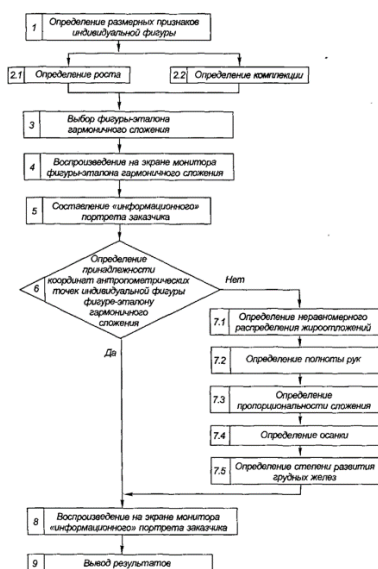 1 Определение размерных признаков
индивидуальной фигуры
2.1 Определение роста
2.2 Определение комплекции
3 Выбор фигуры-эталона
гармоничного сложения
4 Воспроизведение на экране монитора
фигуры-эталона гармоничного сложения
5 Составление «информационного»
портрета заказчика
Определение
принадлежности
координат антропометрических
6 точек индивидуальной фигуры
фигуре-эталону
гармоничного
сложения
Нет
Да
7.1 Определение неравномерного
распределения жироотложений
7.2 Определение полноты рук
7.3 Определение
пропорциональности сложения
7.4 Определение осанки
7.5 Определение степени развития
грудных желез
8 Воспроизведение на экране монитора
«информационного» портрета заказчика
9 Вывод результатов